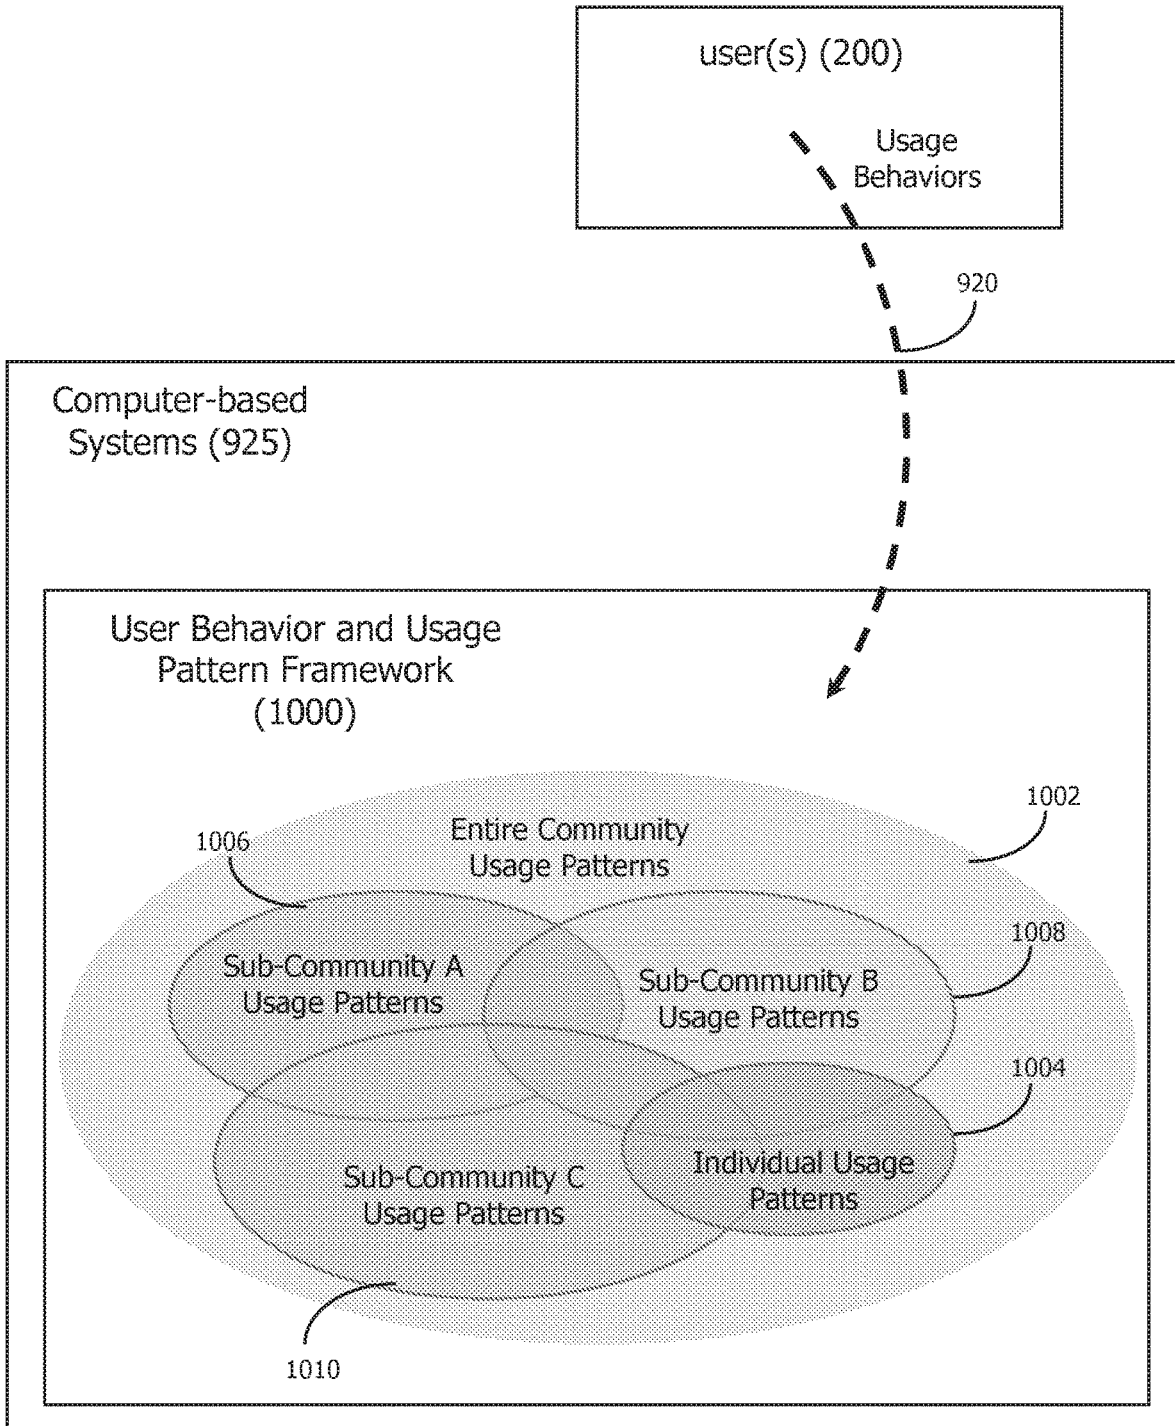 user(s) (200)
Usage
Behaviors
920
Computer-based
Systems (925)
User Behavior and Usage
Pattern Framework
(1000)
1002
Entire Community
Usage Patterns
1006
1008
Sub-Community A
Usage Patterns
Sub-Community B
Usage Patterns
1004
Individual Usage
Patterns
Sub-Community C
Usage Patterns
1010